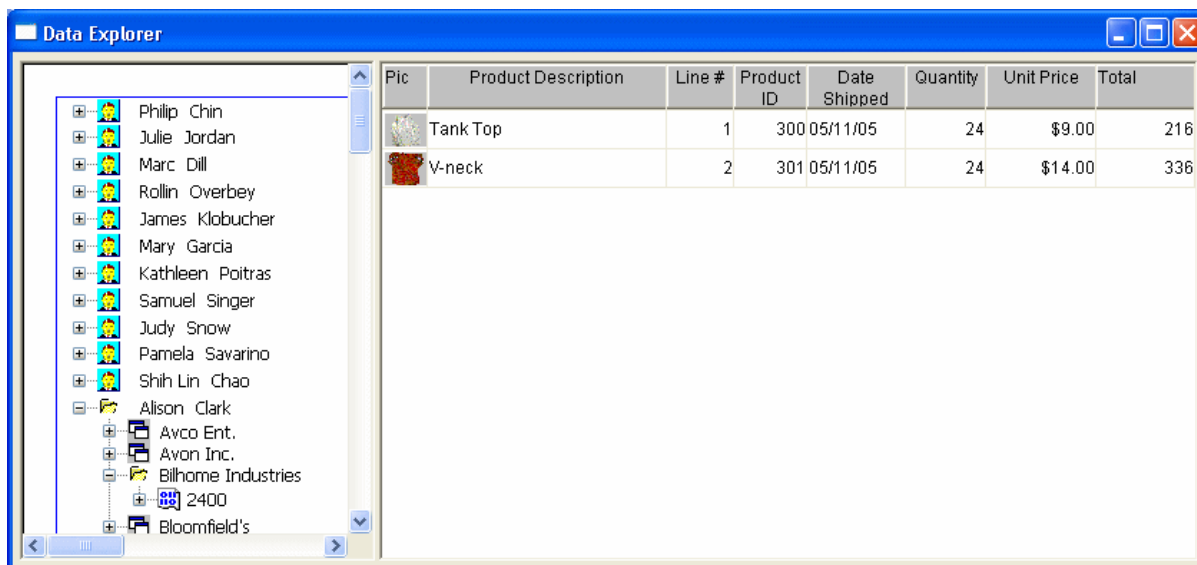 Data Explorer
Philip Chin
Julie Jordan
Marc Dill
Rollin Overbey
James Klobucher
Mary Garcia
Kathleen Poitras
Samuel Singer
Judy Snow
Pamela Savarino
Shih Lin Chao
Alison Clark
Avco Ent.
Avon Inc.
Bilhome Industries
2400
Bloomfield's
Pic Product Description Line # Product ID Date Shipped Quantity Unit Price Total
Tank Top 1 300 05/11/05 24 $9.00 216
V-neck 2 301 05/11/05 24 $14.00 336